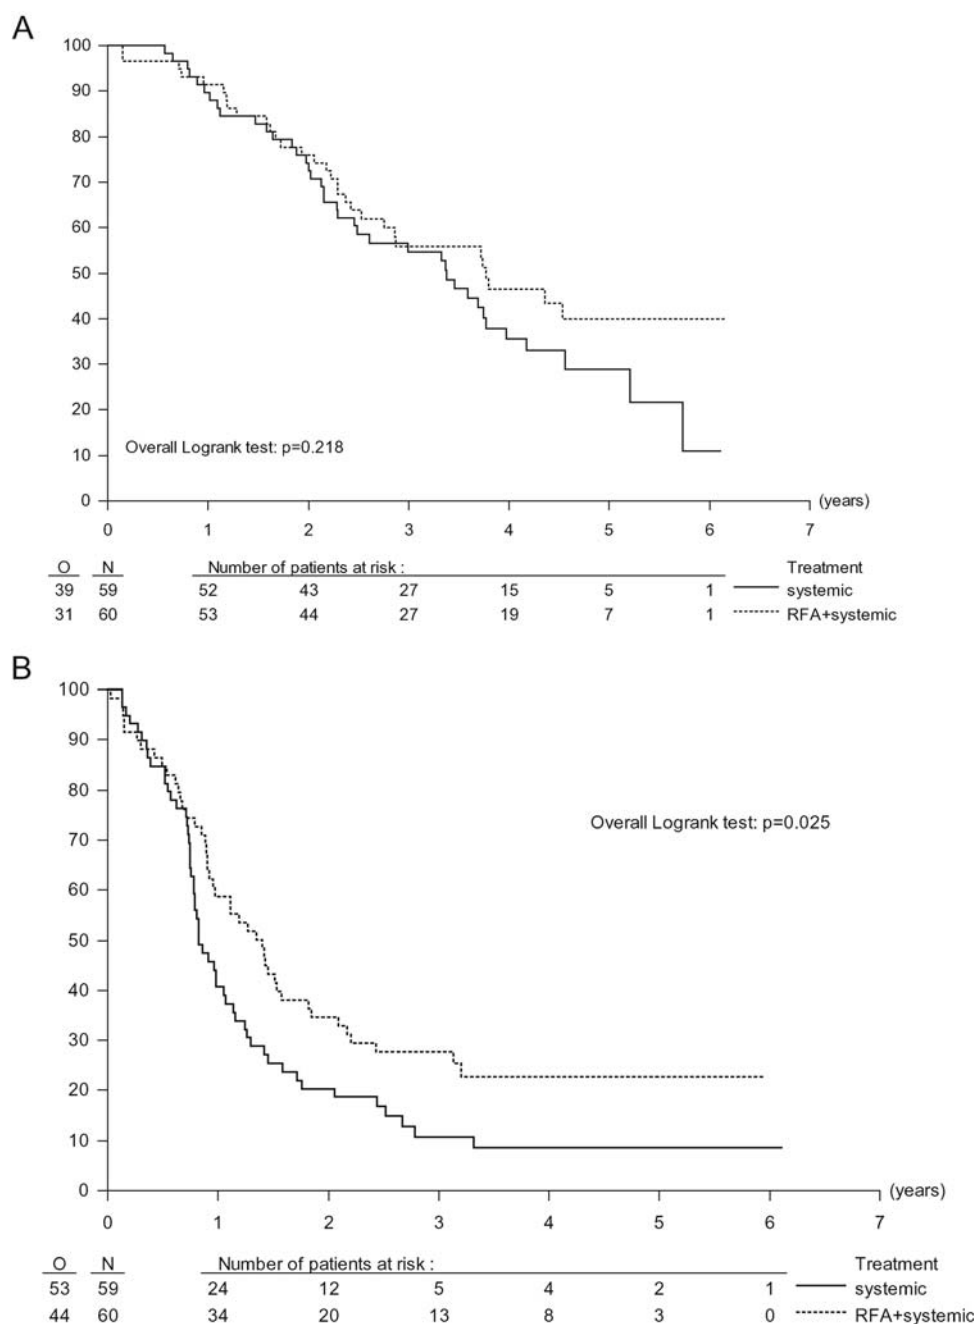 A
100
90
80
70
60
50
40
30
20
10
0
Overall Logrank test: p=0.218
(years)
0 1 2 3 4 5 6 7
O N Number of patients at risk : Treatment
39 59 52 43 27 15 5 1 systemic
31 60 53 44 27 19 7 1 RFA+systemic
B
100
90
80
70
60
50
40
30
20
10
0
Overall Logrank test: p=0.025
(years)
0 1 2 3 4 5 6 7
O N Number of patients at risk : Treatment
53 59 24 12 5 4 2 1 systemic
44 60 34 20 13 8 3 0 RFA+systemic